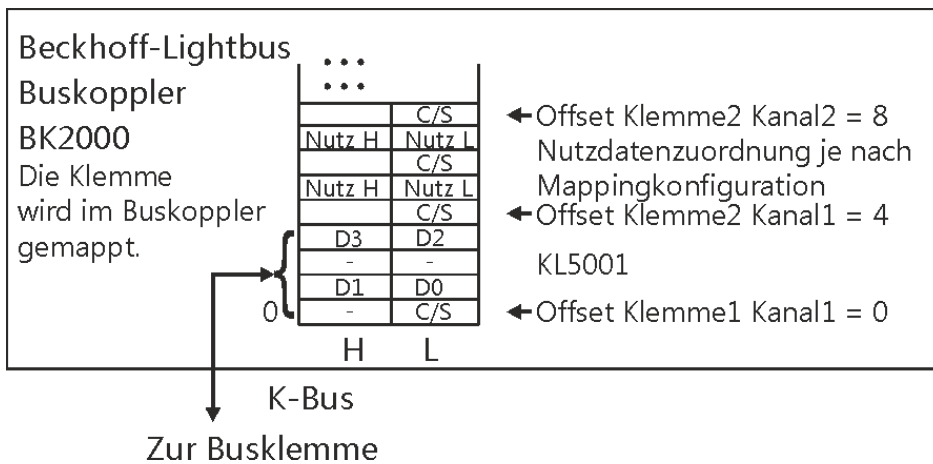 Beckhoff-Lightbus
Buskoppler
BK2000
Die Klemme
wird im Buskoppler
gemappt.
•••
•••
C/S
Nutz H Nutz L
C/S
Nutz H Nutz L
C/S
D3 D2
- -
D1 D0
0 - C/S
H L
Offset Klemme2 Kanal2 = 8
Nutzdatenzuordnung je nach
Mappingkonfiguration
Offset Klemme2 Kanal1 = 4
KL5001
Offset Klemme1 Kanal1 = 0
K-Bus
Zur Busklemme